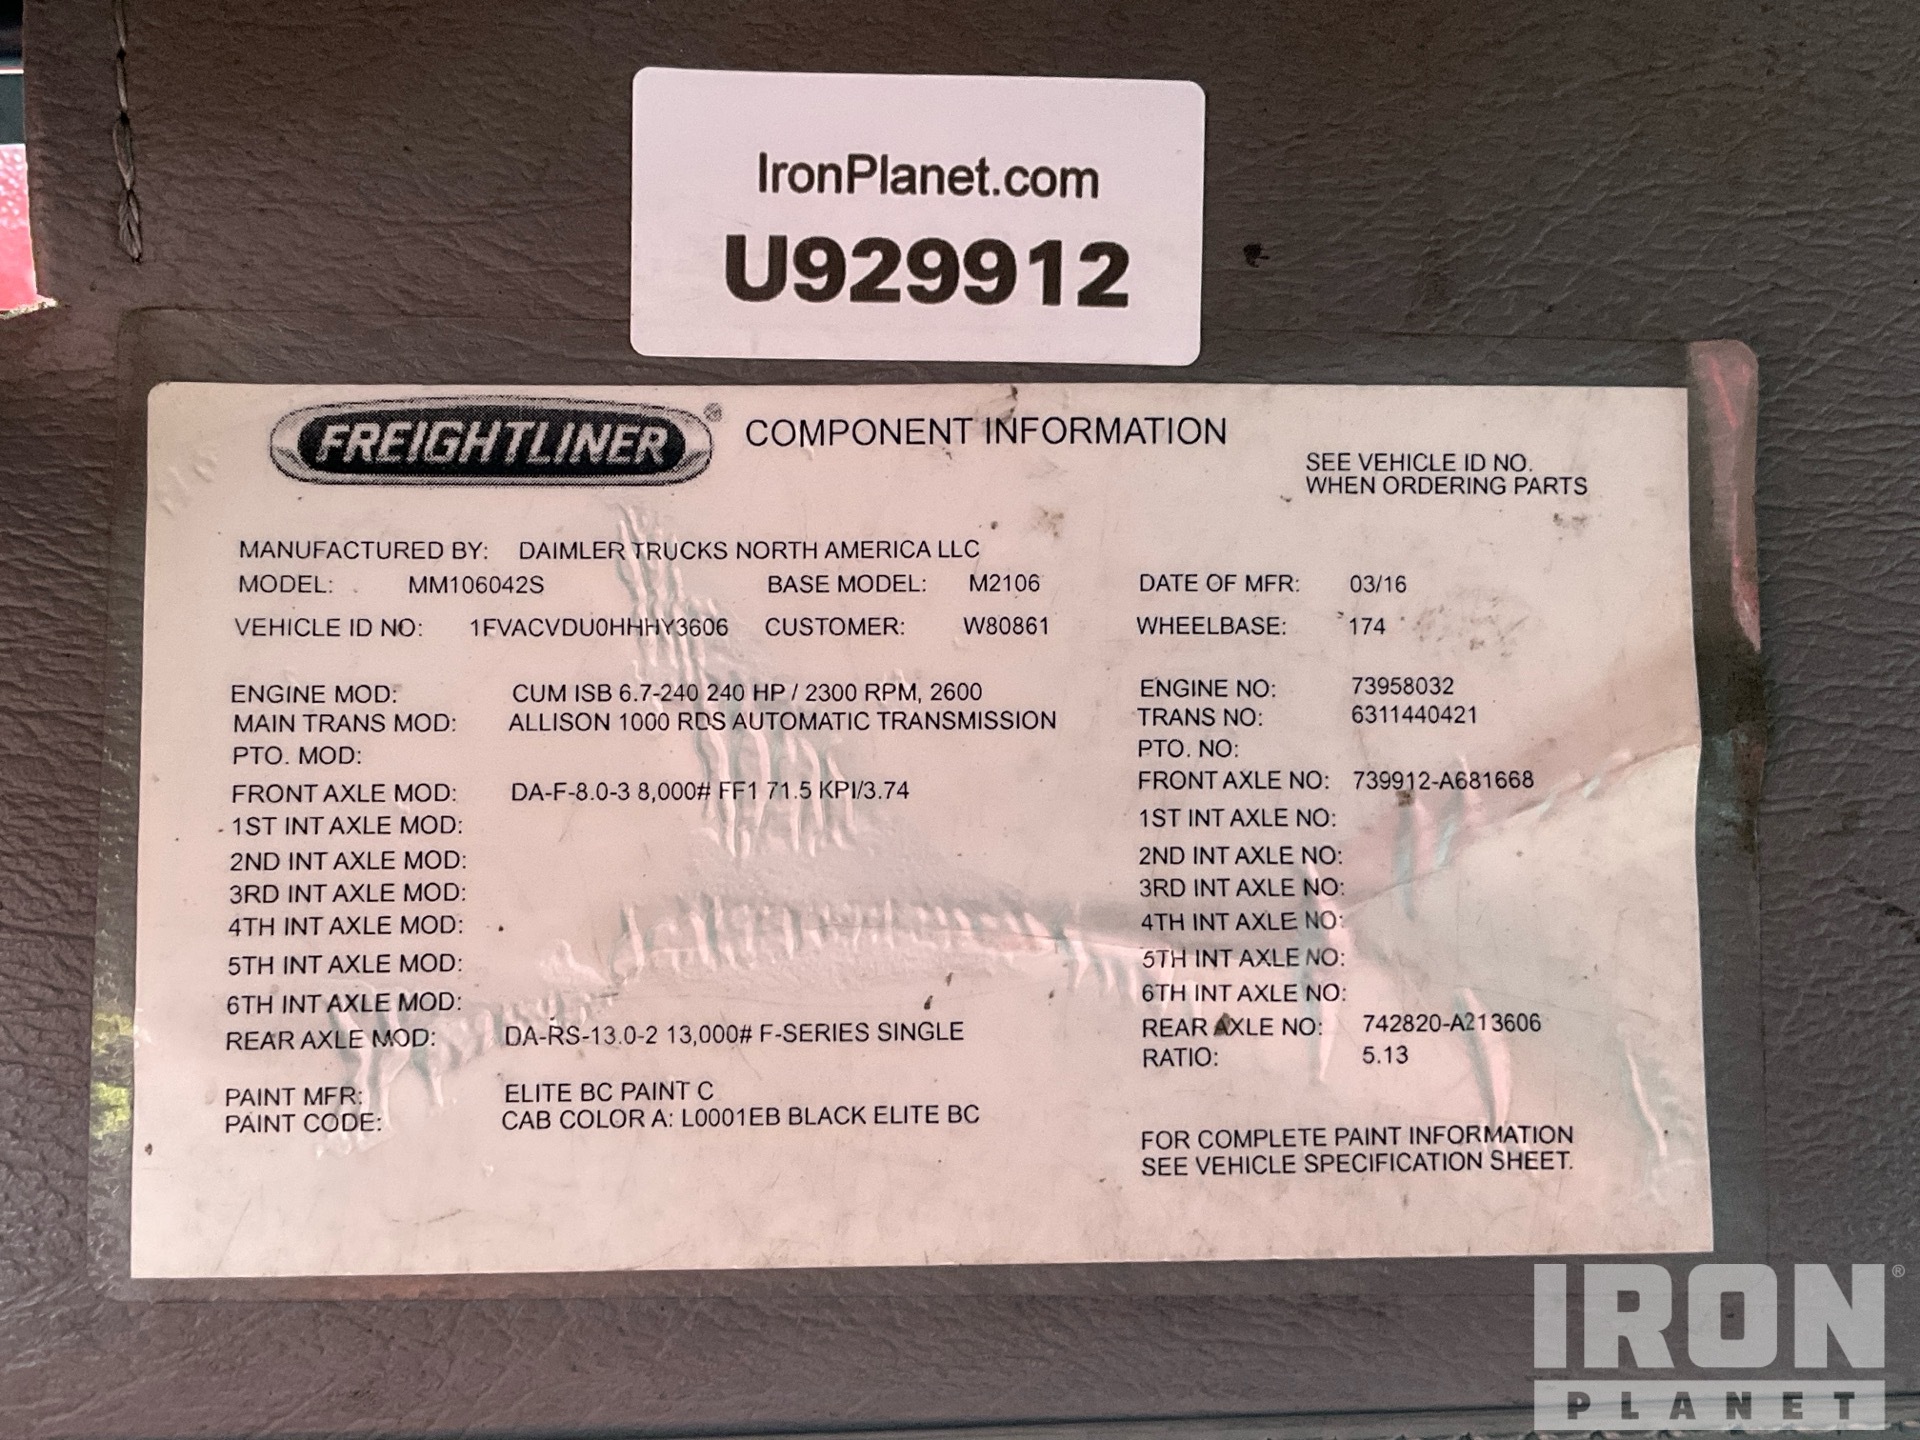 IronPlanet.com
U929912
FREIGHTLINER® COMPONENT INFORMATION
SEE VEHICLE ID NO.
WHEN ORDERING PARTS
MANUFACTURED BY: DAIMLER TRUCKS NORTH AMERICA LLC
MODEL: MM106042S BASE MODEL: M2106 DATE OF MFR: 03/16
VEHICLE ID NO: 1FVACVDU0HHHY3606 CUSTOMER: W80861 WHEELBASE: 174
ENGINE MOD: CUM ISB 6.7-240 240 HP / 2300 RPM, 2600 ENGINE NO: 73958032
MAIN TRANS MOD: ALLISON 1000 RDS AUTOMATIC TRANSMISSION TRANS NO: 6311440421
PTO. MOD: PTO. NO:
FRONT AXLE MOD: DA-F-8.0-3 8,000# FF1 71.5 KPI/3.74 FRONT AXLE NO: 739912-A681668
1ST INT AXLE MOD: 1ST INT AXLE NO:
2ND INT AXLE MOD: 2ND INT AXLE NO:
3RD INT AXLE MOD: 3RD INT AXLE NO:
4TH INT AXLE MOD: 4TH INT AXLE NO:
5TH INT AXLE MOD: 5TH INT AXLE NO:
6TH INT AXLE MOD: 6TH INT AXLE NO:
REAR AXLE MOD: DA-RS-13.0-2 13,000# F-SERIES SINGLE REAR AXLE NO: 742820-A213606
RATIO: 5.13
PAINT MFR: ELITE BC PAINT C
PAINT CODE: CAB COLOR A: L0001EB BLACK ELITE BC
FOR COMPLETE PAINT INFORMATION
SEE VEHICLE SPECIFICATION SHEET.
IRON®
PLANET